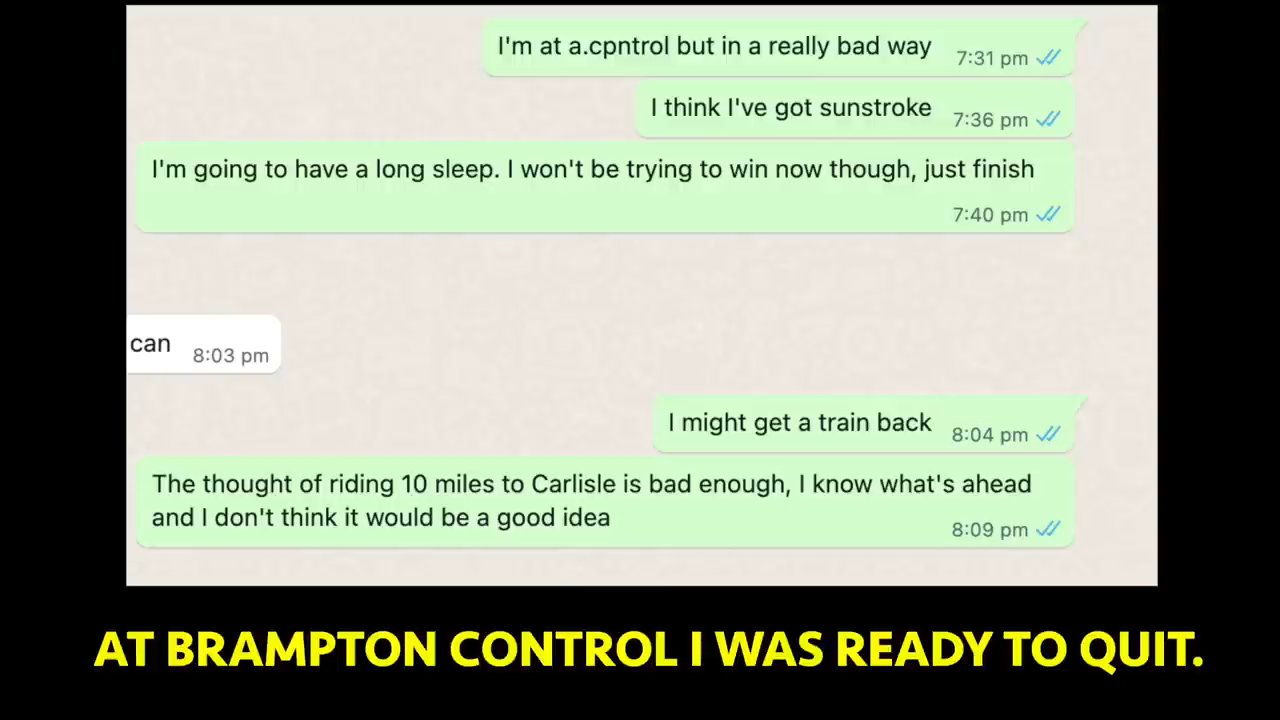 I'm at a.cpntrol but in a really bad way 7:31 pm
I think I've got sunstroke 7:36 pm
I'm going to have a long sleep. I won't be trying to win now though, just finish
7:40 pm
can 8:03 pm
I might get a train back 8:04 pm
The thought of riding 10 miles to Carlisle is bad enough, I know what's ahead
and I don't think it would be a good idea 8:09 pm
AT BRAMPTON CONTROL I WAS READY TO QUIT.